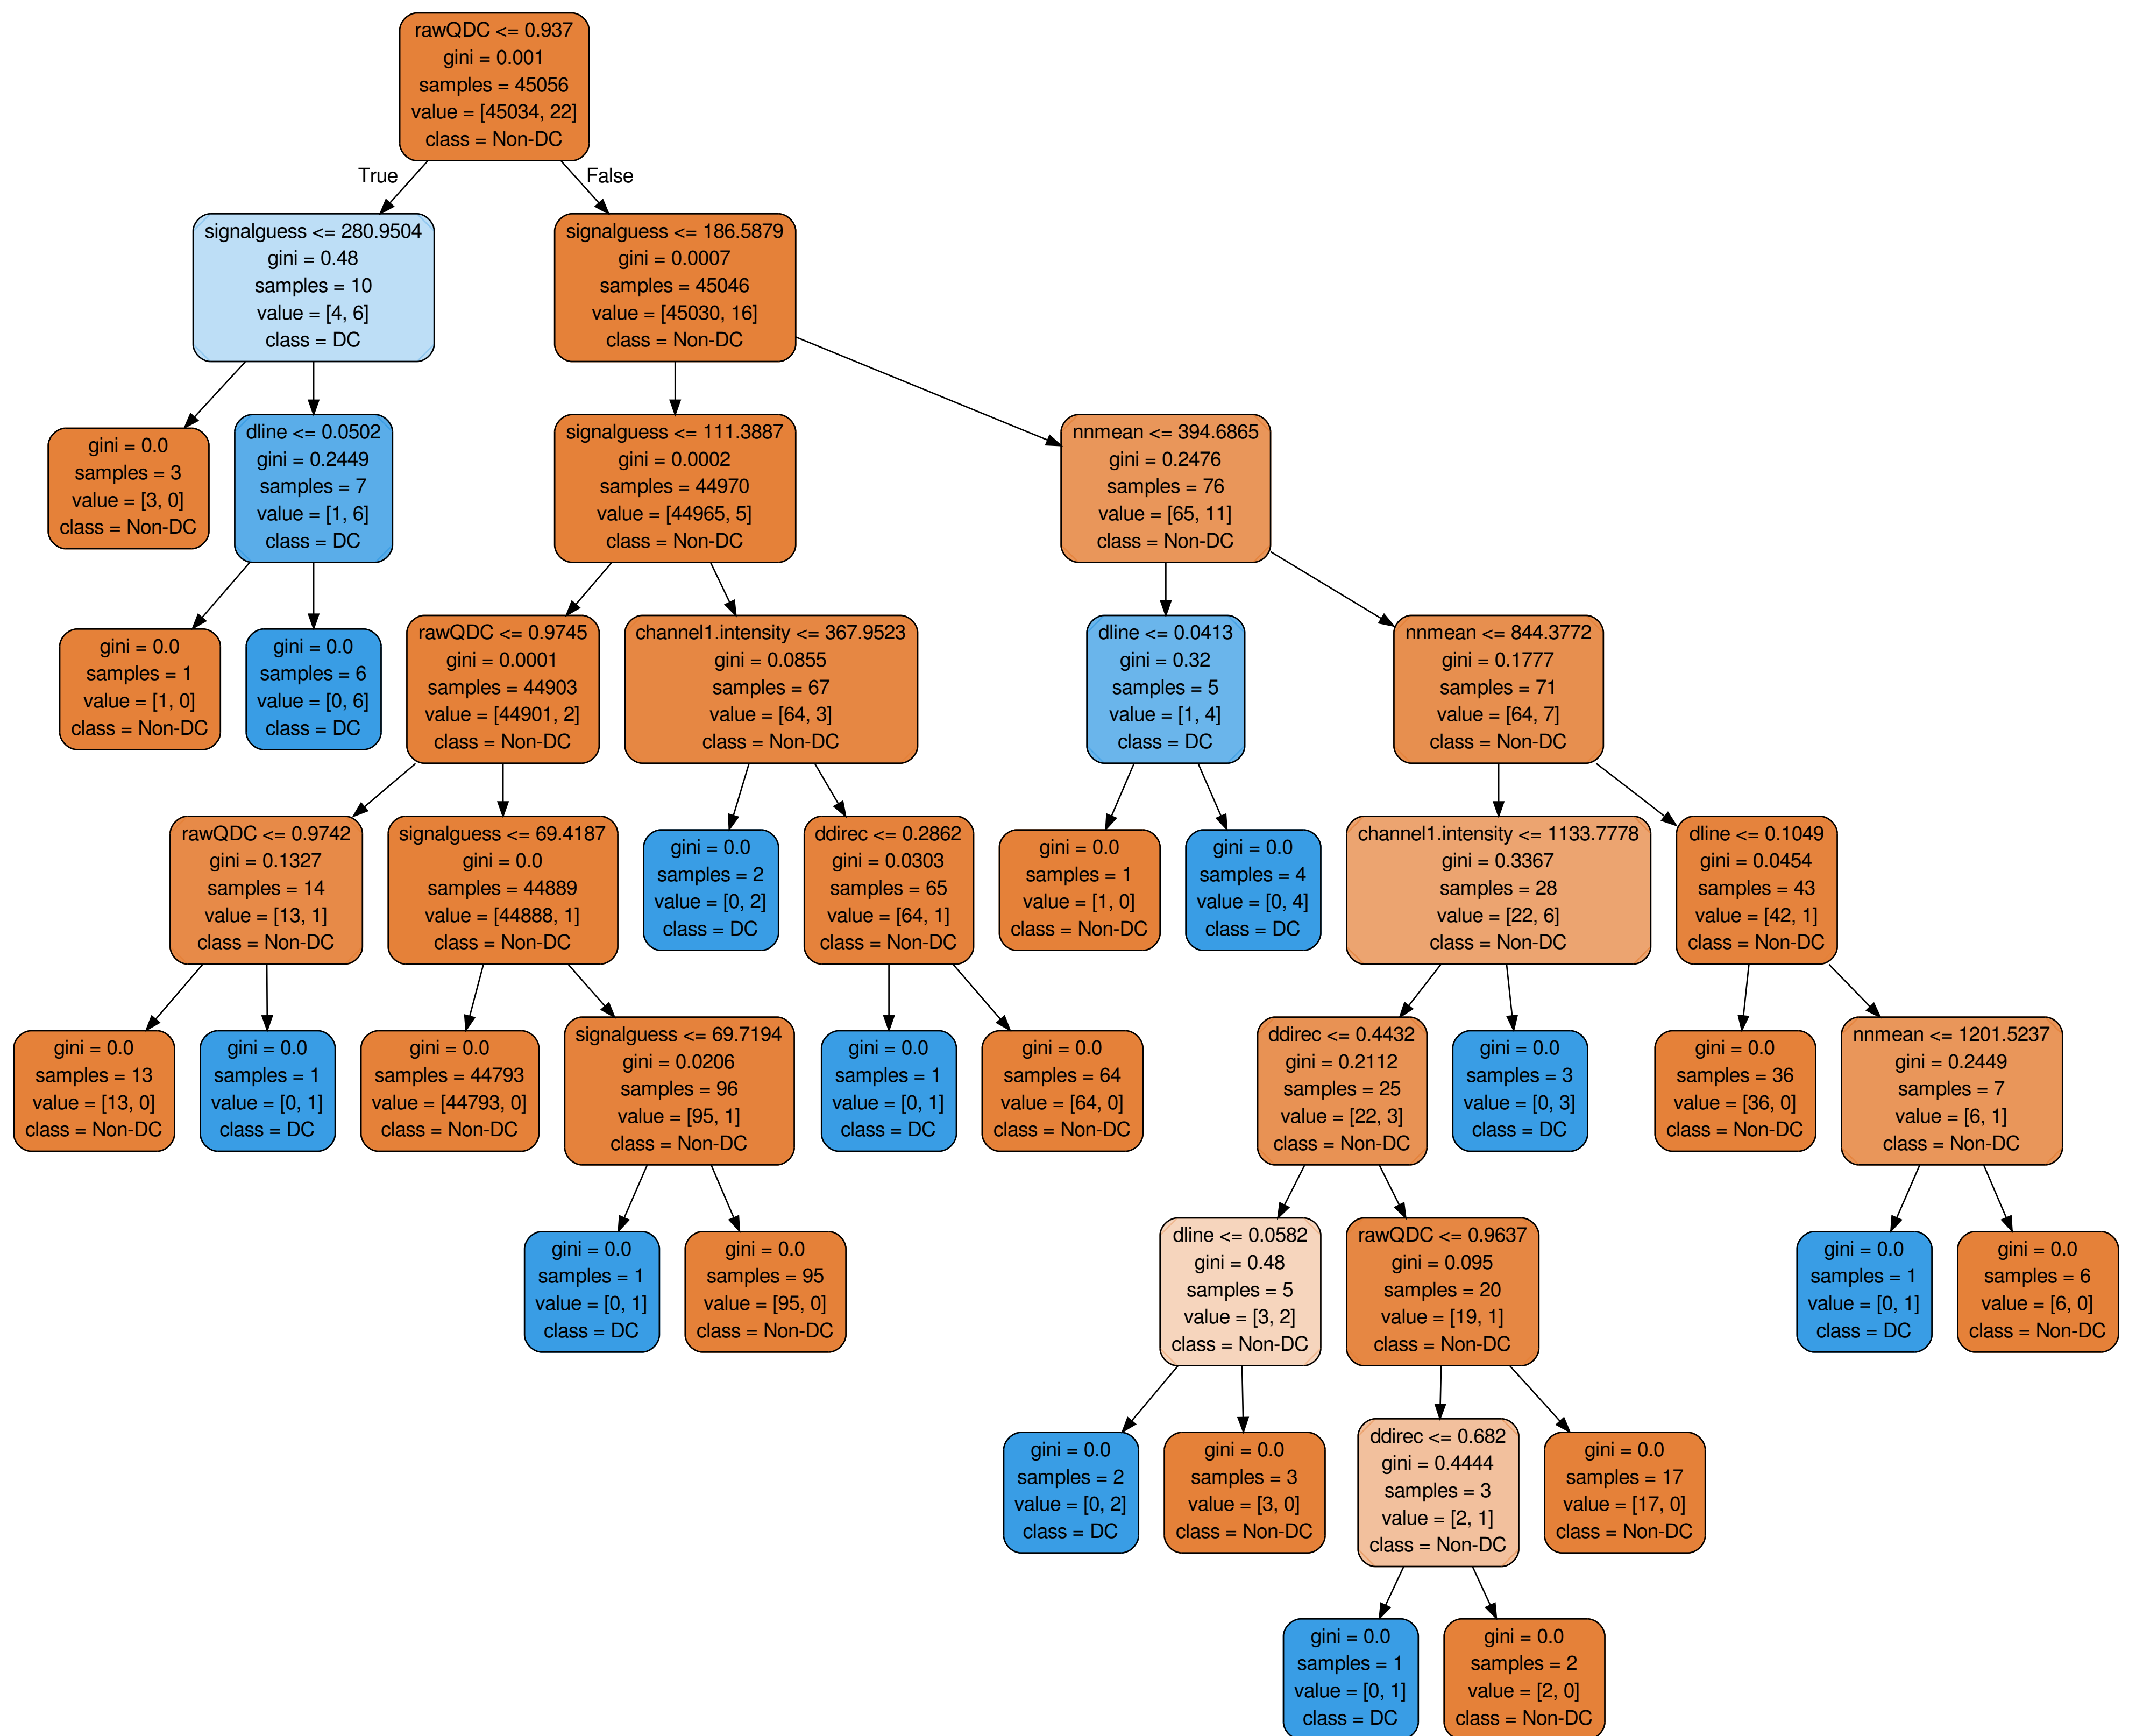 rawQDC <= 0.937
gini = 0.001
samples = 45056
value = [45034, 22]
class = Non-DC
True
False
signalguess <= 280.9504
gini = 0.48
samples = 10
value = [4, 6]
class = DC
signalguess <= 186.5879
gini = 0.0007
samples = 45046
value = [45030, 16]
class = Non-DC
gini = 0.0
samples = 3
value = [3, 0]
class = Non-DC
dline <= 0.0502
gini = 0.2449
samples = 7
value = [1, 6]
class = DC
signalguess <= 111.3887
gini = 0.0002
samples = 44970
value = [44965, 5]
class = Non-DC
nnmean <= 394.6865
gini = 0.2476
samples = 76
value = [65, 11]
class = Non-DC
gini = 0.0
samples = 1
value = [1, 0]
class = Non-DC
gini = 0.0
samples = 6
value = [0, 6]
class = DC
rawQDC <= 0.9745
gini = 0.0001
samples = 44903
value = [44901, 2]
class = Non-DC
channel1.intensity <= 367.9523
gini = 0.0855
samples = 67
value = [64, 3]
class = Non-DC
dline <= 0.0413
gini = 0.32
samples = 5
value = [1, 4]
class = DC
nnmean <= 844.3772
gini = 0.1777
samples = 71
value = [64, 7]
class = Non-DC
rawQDC <= 0.9742
gini = 0.1327
samples = 14
value = [13, 1]
class = Non-DC
signalguess <= 69.4187
gini = 0.0
samples = 44889
value = [44888, 1]
class = Non-DC
gini = 0.0
samples = 2
value = [0, 2]
class = DC
ddirec <= 0.2862
gini = 0.0303
samples = 65
value = [64, 1]
class = Non-DC
gini = 0.0
samples = 1
value = [1, 0]
class = Non-DC
gini = 0.0
samples = 4
value = [0, 4]
class = DC
channel1.intensity <= 1133.7778
gini = 0.3367
samples = 28
value = [22, 6]
class = Non-DC
dline <= 0.1049
gini = 0.0454
samples = 43
value = [42, 1]
class = Non-DC
gini = 0.0
samples = 13
value = [13, 0]
class = Non-DC
gini = 0.0
samples = 1
value = [0, 1]
class = DC
gini = 0.0
samples = 44793
value = [44793, 0]
class = Non-DC
signalguess <= 69.7194
gini = 0.0206
samples = 96
value = [95, 1]
class = Non-DC
gini = 0.0
samples = 1
value = [0, 1]
class = DC
gini = 0.0
samples = 64
value = [64, 0]
class = Non-DC
ddirec <= 0.4432
gini = 0.2112
samples = 25
value = [22, 3]
class = Non-DC
gini = 0.0
samples = 3
value = [0, 3]
class = DC
gini = 0.0
samples = 36
value = [36, 0]
class = Non-DC
nnmean <= 1201.5237
gini = 0.2449
samples = 7
value = [6, 1]
class = Non-DC
gini = 0.0
samples = 1
value = [0, 1]
class = DC
gini = 0.0
samples = 95
value = [95, 0]
class = Non-DC
dline <= 0.0582
gini = 0.48
samples = 5
value = [3, 2]
class = Non-DC
rawQDC <= 0.9637
gini = 0.095
samples = 20
value = [19, 1]
class = Non-DC
gini = 0.0
samples = 1
value = [0, 1]
class = DC
gini = 0.0
samples = 6
value = [6, 0]
class = Non-DC
gini = 0.0
samples = 2
value = [0, 2]
class = DC
gini = 0.0
samples = 3
value = [3, 0]
class = Non-DC
ddirec <= 0.682
gini = 0.4444
samples = 3
value = [2, 1]
class = Non-DC
gini = 0.0
samples = 17
value = [17, 0]
class = Non-DC
gini = 0.0
samples = 1
value = [0, 1]
class = DC
gini = 0.0
samples = 2
value = [2, 0]
class = Non-DC